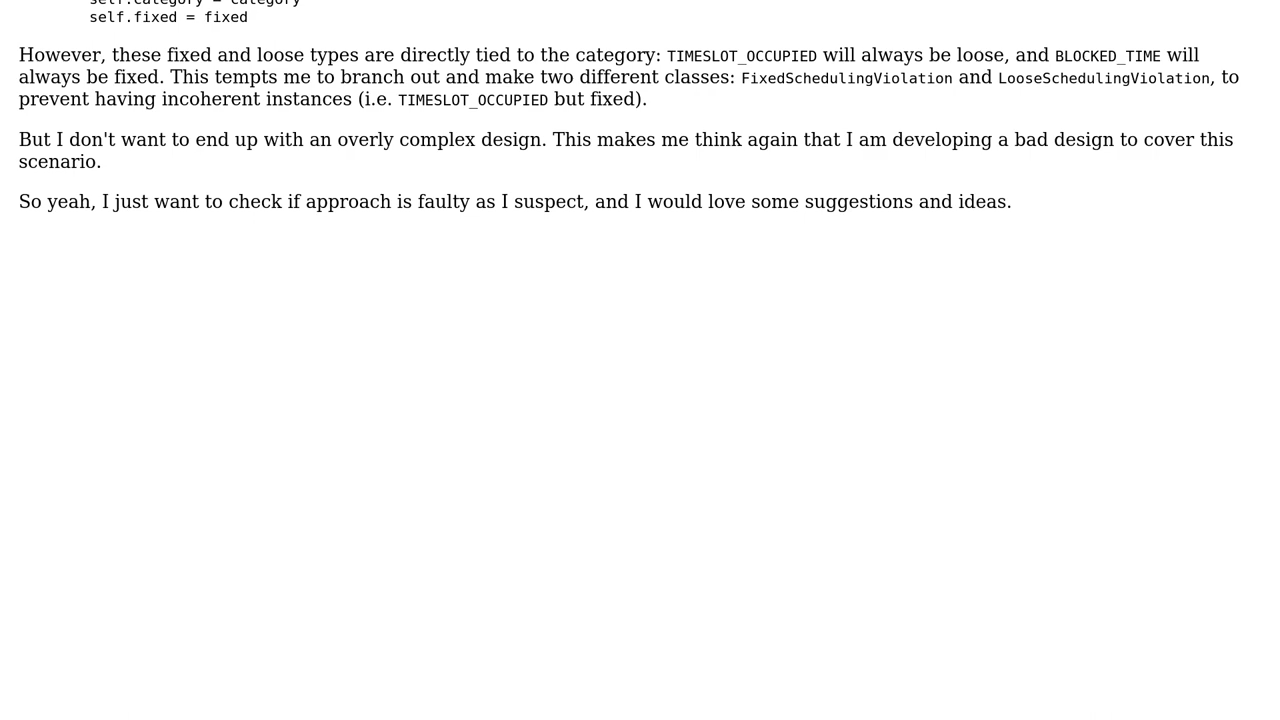 self.category = category
self.fixed = fixed
However, these fixed and loose types are directly tied to the category: TIMESLOT_OCCUPIED will always be loose, and BLOCKED_TIME will
always be fixed. This tempts me to branch out and make two different classes: FixedSchedulingViolation and LooseSchedulingViolation, to
prevent having incoherent instances (i.e. TIMESLOT_OCCUPIED but fixed).
But I don't want to end up with an overly complex design. This makes me think again that I am developing a bad design to cover this
scenario.
So yeah, I just want to check if approach is faulty as I suspect, and I would love some suggestions and ideas.